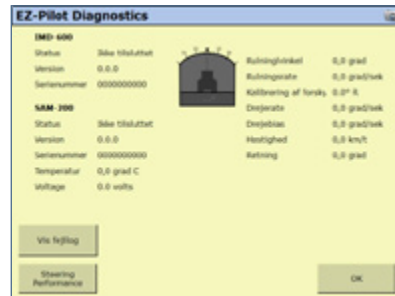 EZ-Pilot Diagnostics
IMD-600
Status Ikke tilsluttet
Version 0.0.0
Serienummer 0000000000
SAM-200
Status Ikke tilsluttet
Version 0.0.0
Serienummer 0000000000
Temperatur 0,0 grad C
Voltage 0.0 volts
Rulningsvinkel 0,0 grad
Rulningsrate 0,0 grad/sek
Kalibrering af forskj. 0.0° R
Drejerate 0,0 grad/sek
Drejebias 0,0 grad/sek
Hastighed 0,0 km/t
Retning 0,0 grad
Vis fejllog
Steering
Performance
OK